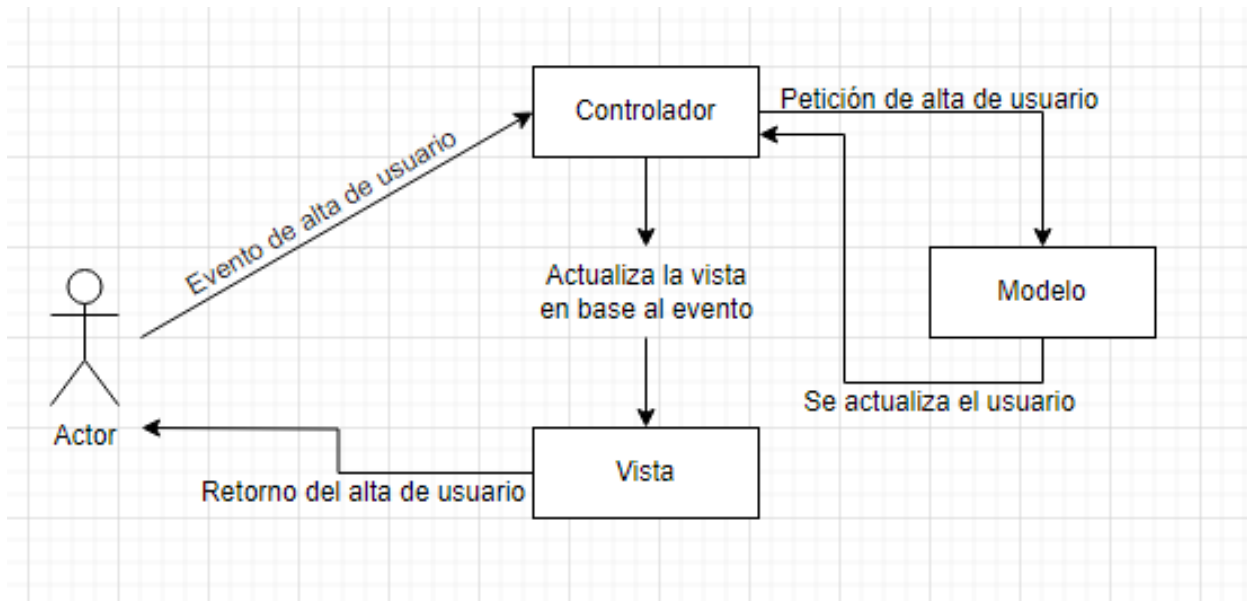 Controlador
Petición de alta de usuario
Evento de alta de usuario
Actualiza la vista
en base al evento
Modelo
Se actualiza el usuario
Actor
Vista
Retorno del alta de usuario